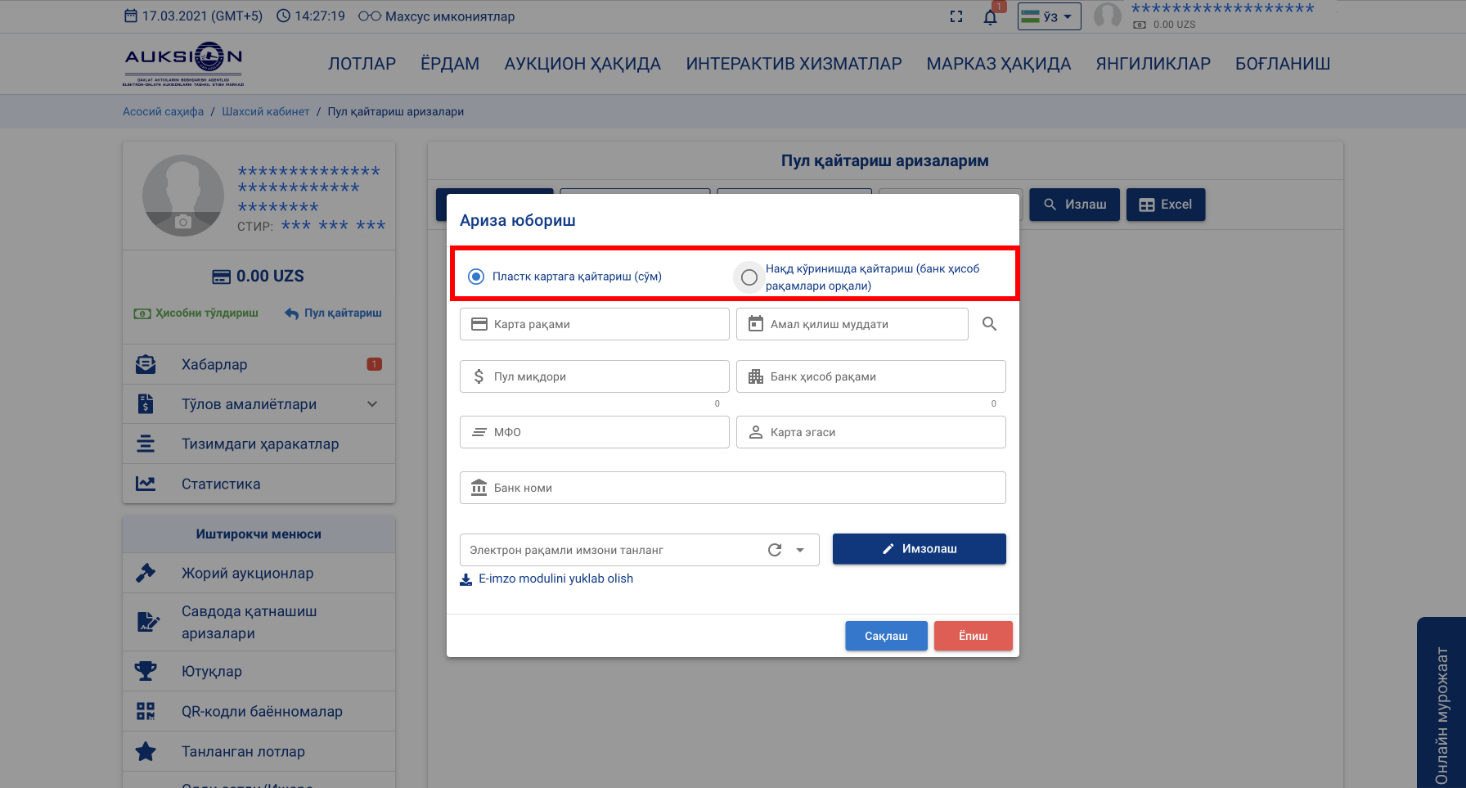 17.03.2021 (GMT+5) 14:27:19 Махсус имкониятлар
1 ЎЗ ******************
0.00 UZS
AUKSION
ЛОТЛАР ЁРДАМ АУКЦИОН ҲАҚИДА ИНТЕРАКТИВ ХИЗМАТЛАР МАРКАЗ ҲАҚИДА ЯНГИЛИКЛАР БОҒЛАНИШ
Асосий саҳифа / Шахсий кабинет / Пул қайтариш аризалари
**************
************
********
СТИР: *** *** ***
0.00 UZS
Ҳисобни тўлдириш Пул қайтариш
Хабарлар 1
Тўлов амалиётлари
Тизимдаги ҳаракатлар
Статистика
Иштирокчи менюси
Жорий аукционлар
Савдода қатнашиш
аризалари
Ютуқлар
QR-кодли баённомалар
Танланган лотлар
Пул қайтариш аризаларим
Излаш Excel
Ариза юбориш
Пластк картага қайтариш (сўм)
Нақд кўринишда қайтариш (банк ҳисоб
рақамлари орқали)
Карта рақами Амал қилиш муддати
Пул миқдори Банк ҳисоб рақами
0 0
МФО Карта эгаси
Банк номи
Электрон рақамли имзони танланг Имзолаш
E-imzo modulini yuklab olish
Сақлаш Ёпиш
Онлайн мурожаат